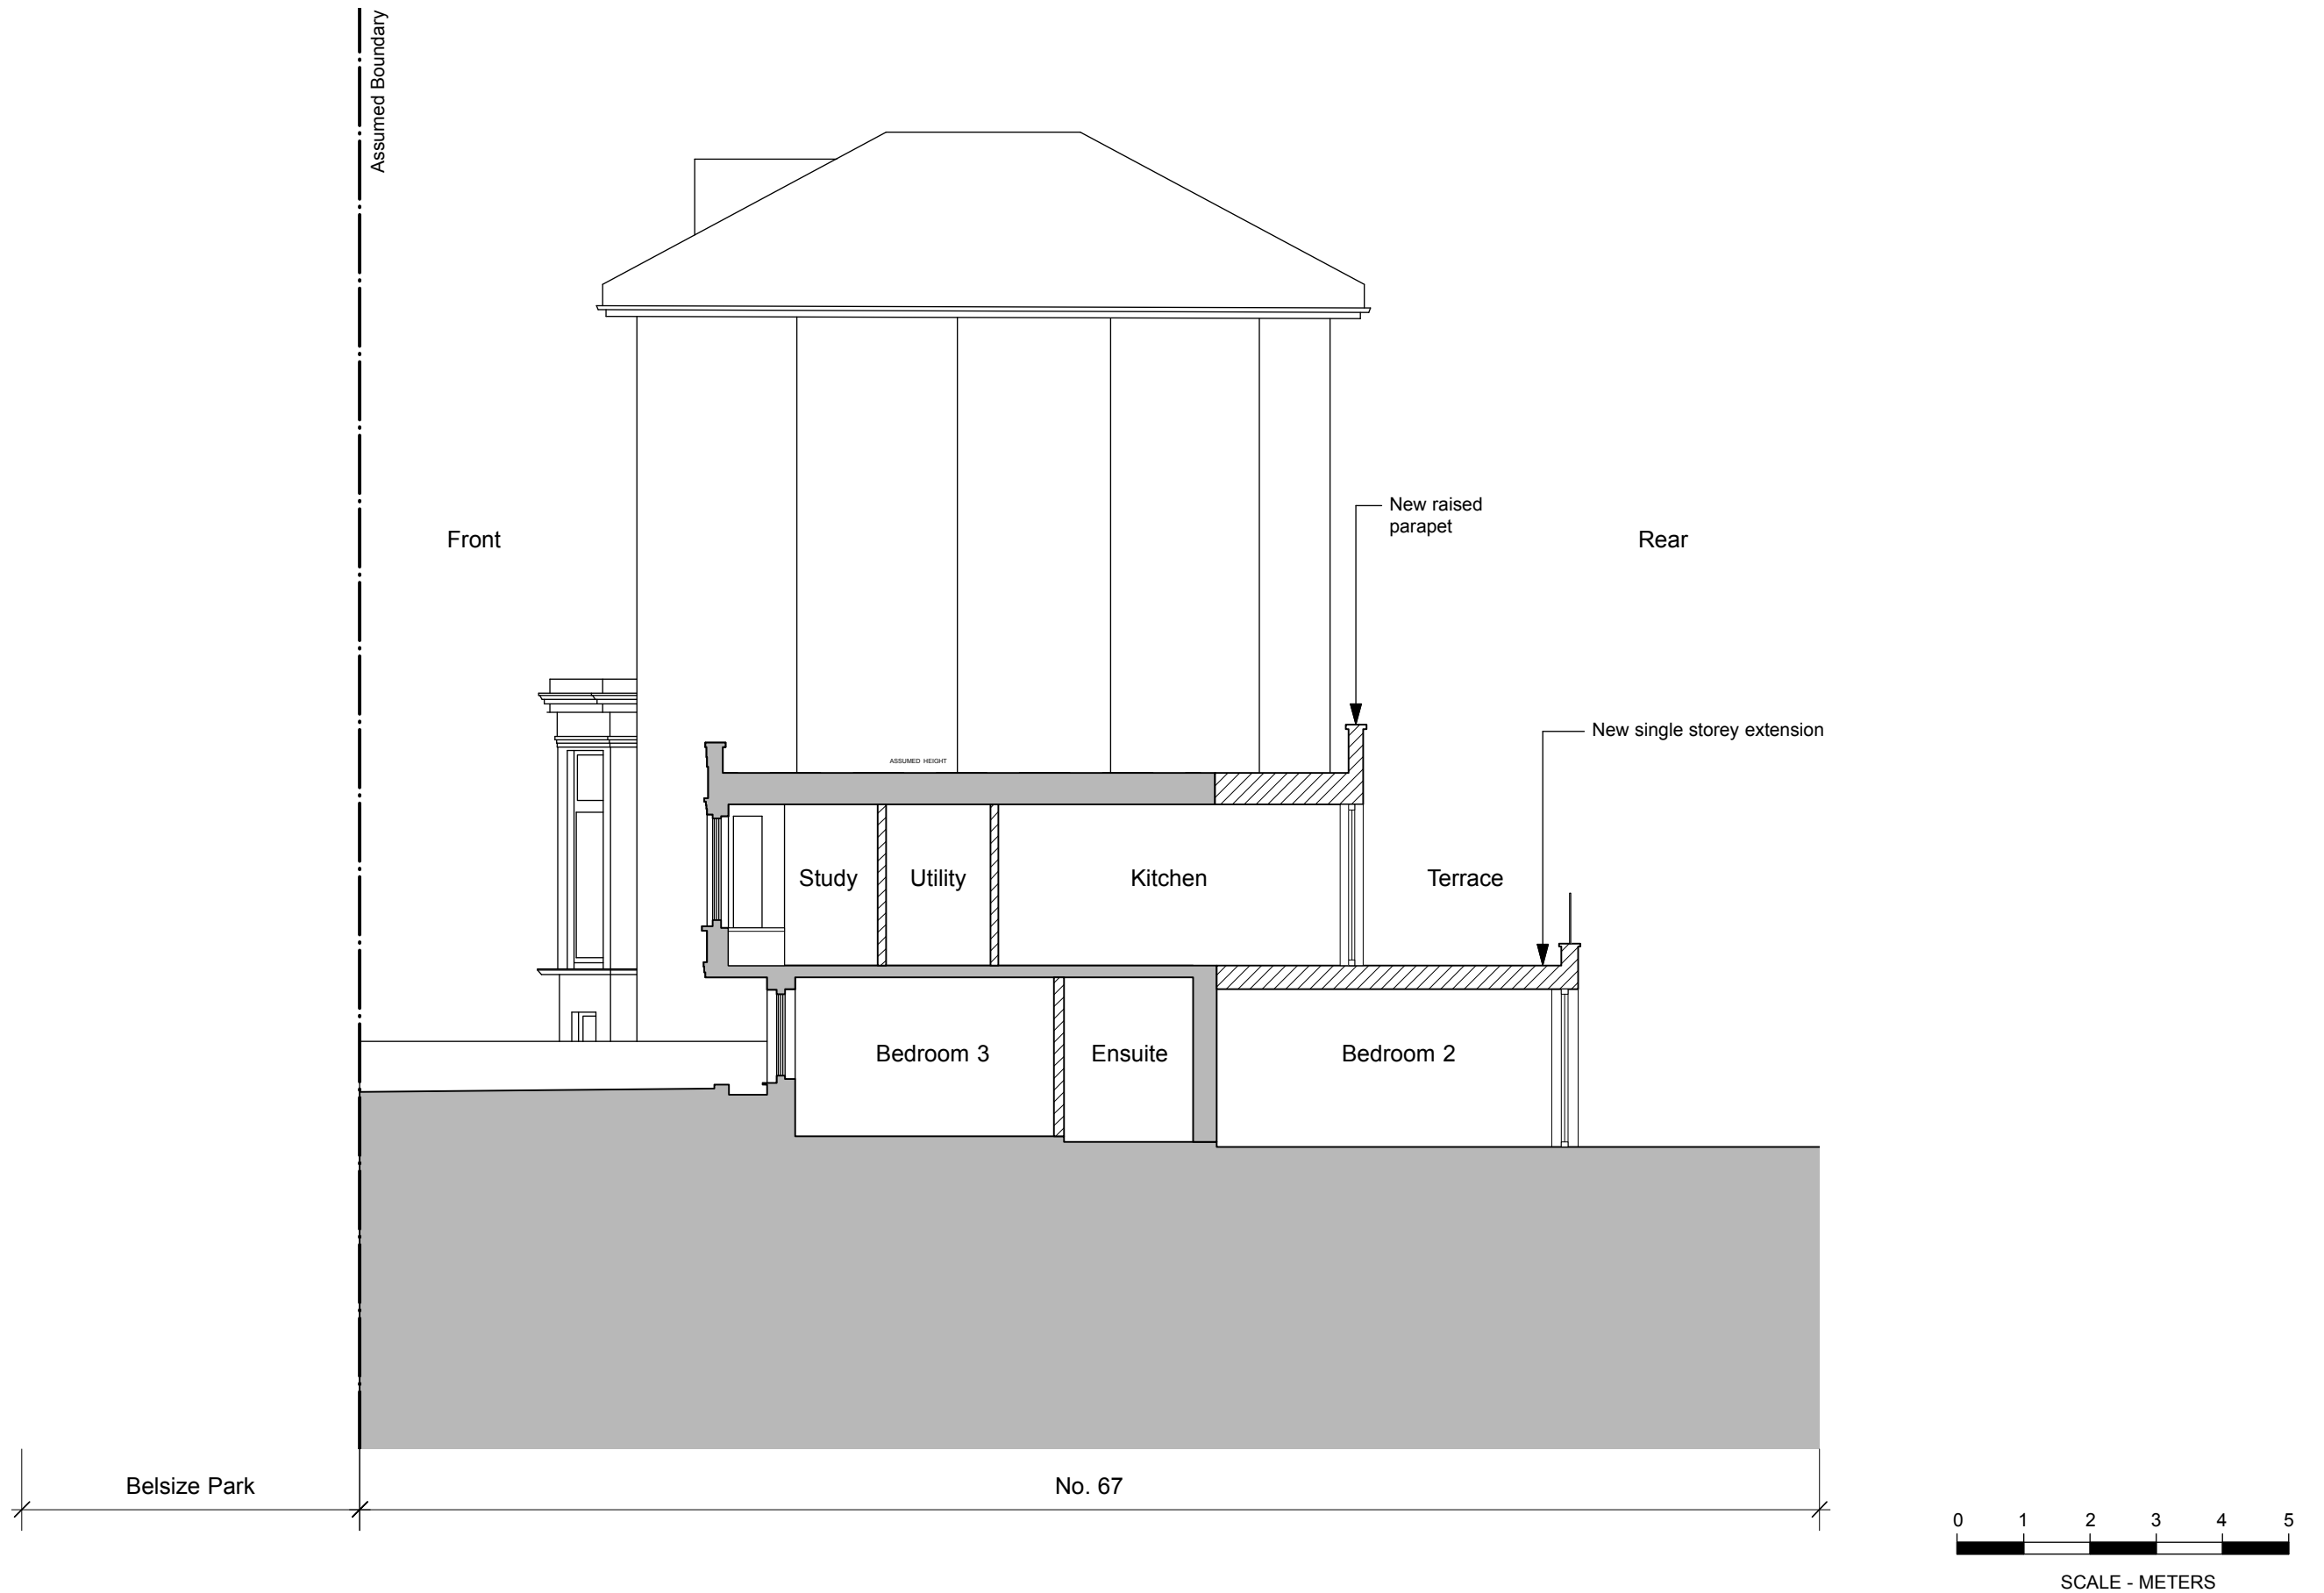 Assumed Boundary
New raised
parapet
Front
Rear
New single storey extension
ASSUMED HEIGHT
Study
Utility
Kitchen
Terrace
Bedroom 3
Ensuite
Bedroom 2
Belsize Park
No. 67
0 1 2 3 4 5
SCALE - METERS